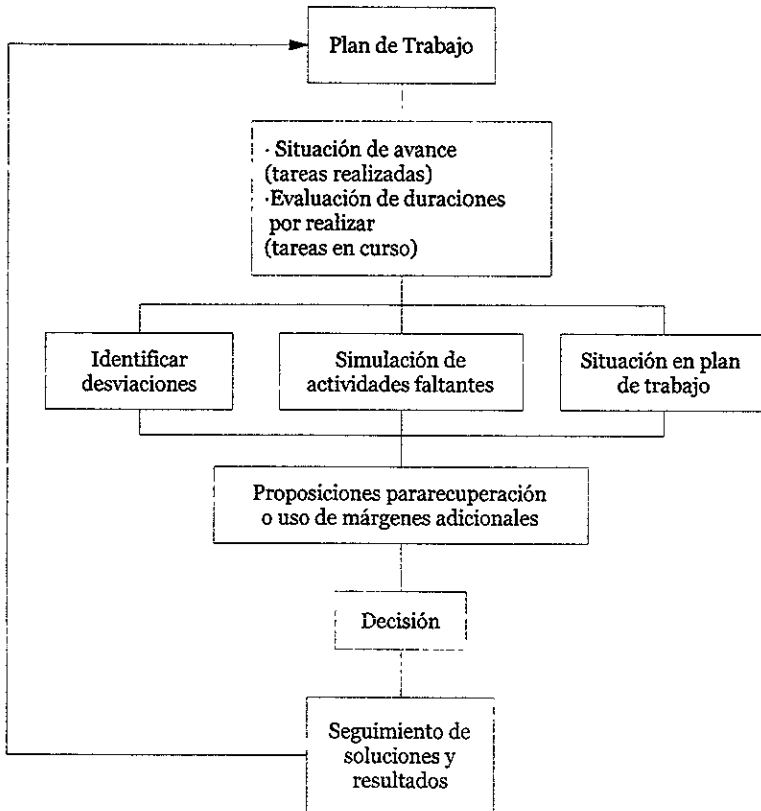 Plan de Trabajo
· Situación de avance
(tareas realizadas)
·Evaluación de duraciones
por realizar
(tareas en curso)
Identificar
desviaciones
Simulación de
actividades faltantes
Situación en plan
de trabajo
Proposiciones pararecuperación
o uso de márgenes adicionales
Decisión
Seguimiento de
soluciones y
resultados